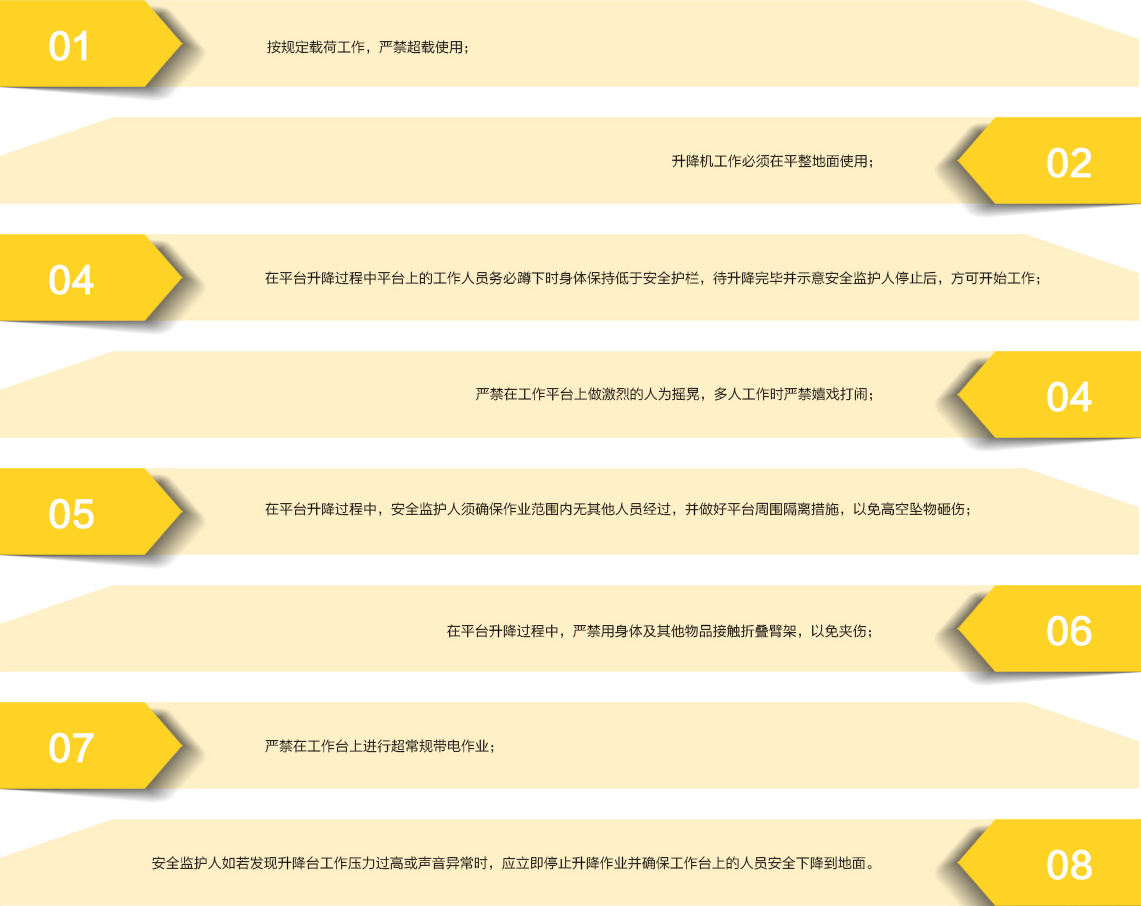 01
按规定载荷工作，严禁超载使用；
升降机工作必须在平整地面使用；
02
04
在平台升降过程中平台上的工作人员务必蹲下时身体保持低于安全护栏，待升降完毕并示意安全监护人停止后，方可开始工作；
严禁在工作平台上做激烈的人为摇晃，多人工作时严禁嬉戏打闹；
04
05
在平台升降过程中，安全监护人须确保作业范围内无其他人员经过，并做好平台周围隔离措施，以免高空坠物砸伤；
在平台升降过程中，严禁用身体及其他物品接触折叠臂架，以免夹伤；
06
07
严禁在工作台上进行超常规带电作业；
安全监护人如若发现升降台工作压力过高或声音异常时，应立即停止升降作业并确保工作台上的人员安全下降到地面。
08